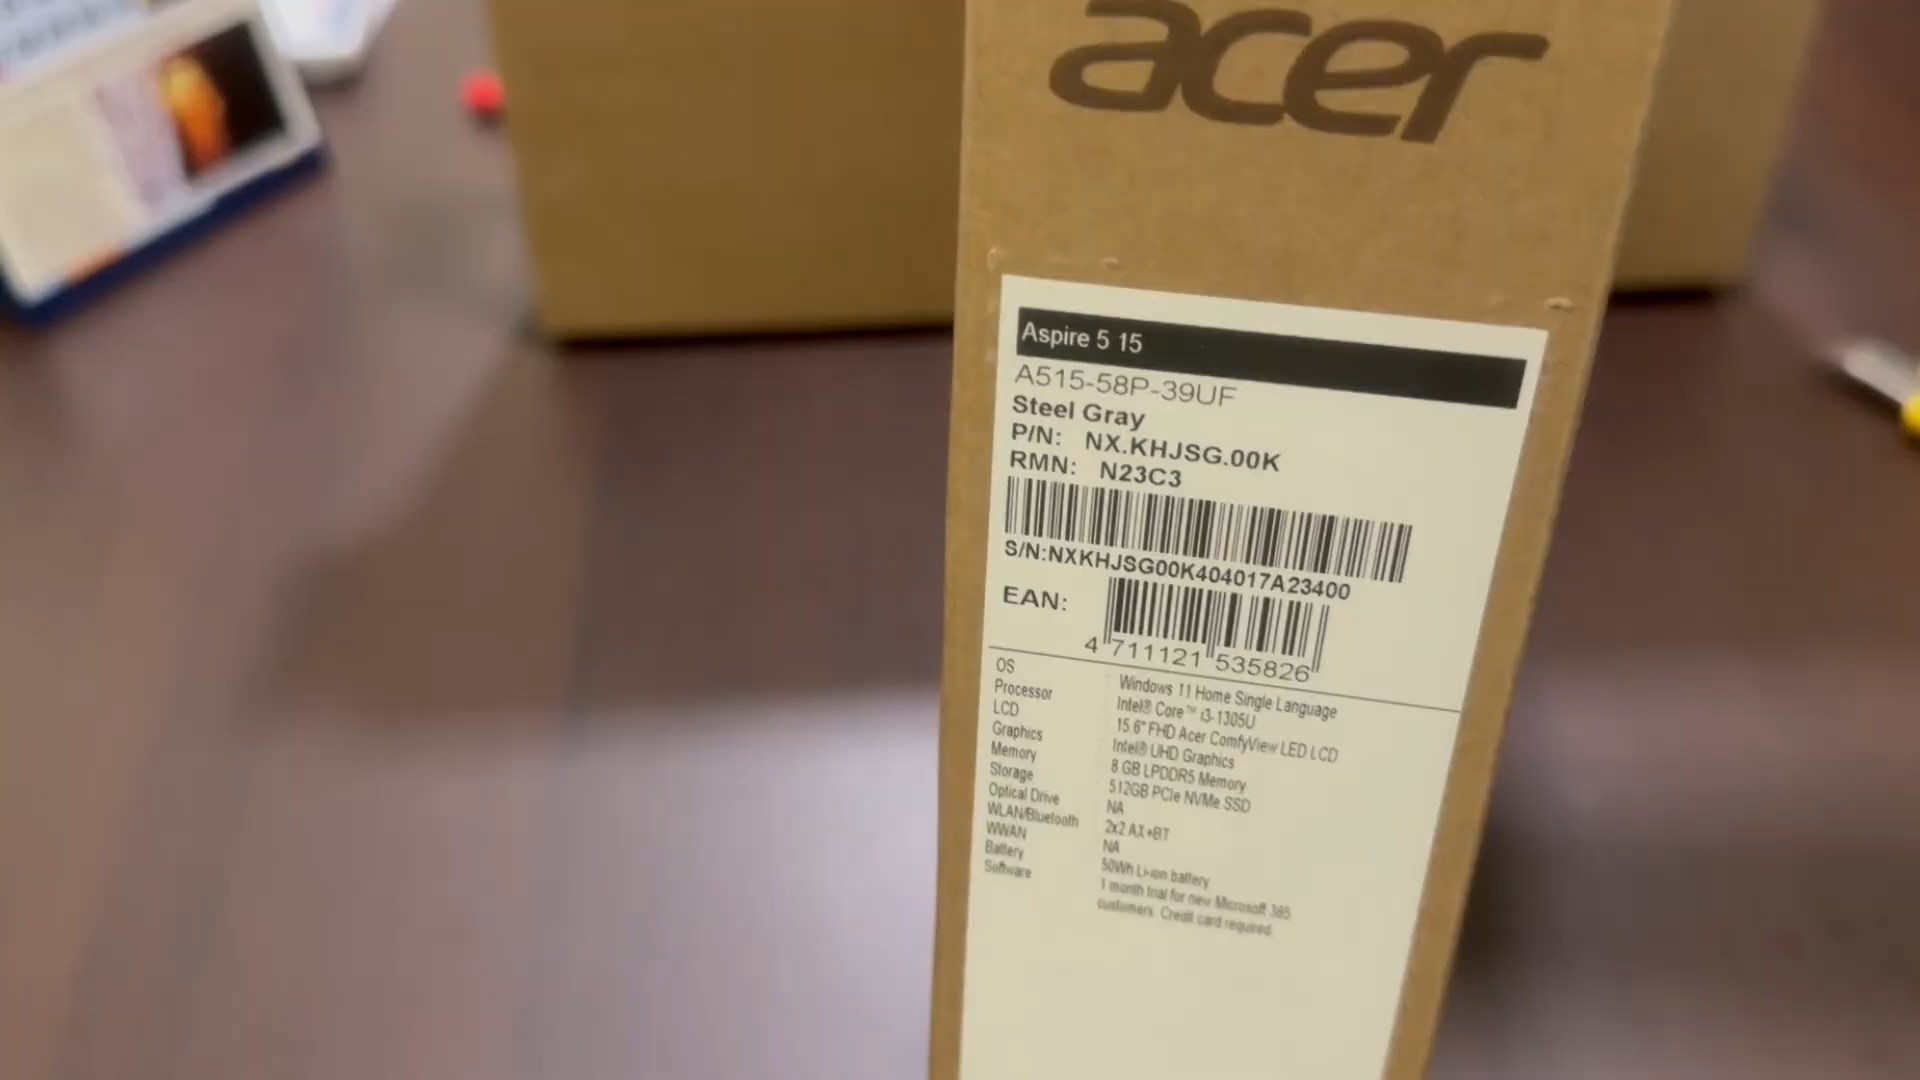 acer
Aspire 5 15
A515-58P-39UF
Steel Gray
P/N: NX.KHJSG.00K
RMN: N23C3
S/N:NXKHJSG00K404017A23400
EAN:
4 711121 535826
OS Windows 11 Home Single Language
Processor Intel® Core™ i3-1305U
LCD 15.6" FHD Acer ComfyView LED LCD
Graphics Intel® UHD Graphics
Memory 8 GB LPDDR5 Memory
Storage 512GB PCIe NVMe SSD
Optical Drive NA
WLAN/Bluetooth 2x2 AX+BT
WWAN NA
Battery 50Wh Li-ion battery
Software 1 month trial for new Microsoft 365
customers. Credit card required.